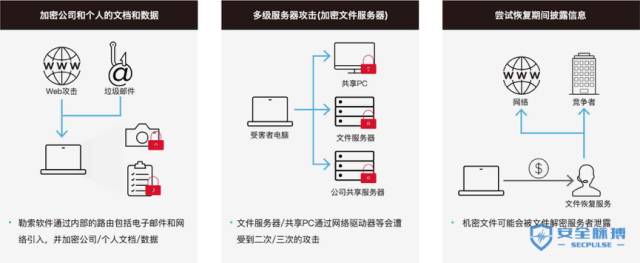 加密公司和个人的文档和数据
WWW
Web攻击
垃圾邮件
• 勒索软件通过内部的路由包括电子邮件和网
络引入，并加密公司/个人文档/数据
多级服务器攻击(加密文件服务器)
受害者电脑
共享PC
文件服务器
公司共享服务器
• 文件服务器/共享PC通过网络驱动器等会遭
受到二次/三次的攻击
尝试恢复期间披露信息
WWW
网络
竞争者
$
文件恢复服务
• 机密文件可能会被文件解密服务者泄露
安全脉搏
SECPULSE